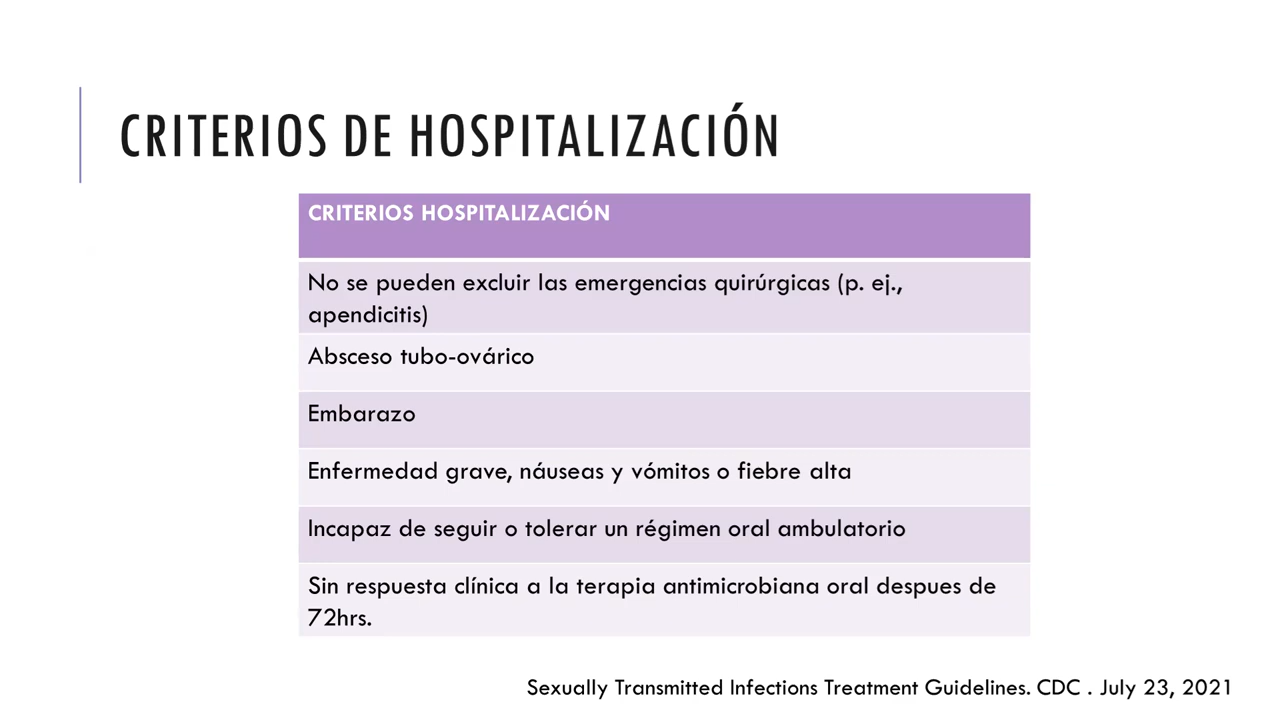 CRITERIOS DE HOSPITALIZACIÓN
CRITERIOS HOSPITALIZACIÓN
No se pueden excluir las emergencias quirúrgicas (p. ej.,
apendicitis)
Absceso tubo-ovárico
Embarazo
Enfermedad grave, náuseas y vómitos o fiebre alta
Incapaz de seguir o tolerar un régimen oral ambulatorio
Sin respuesta clínica a la terapia antimicrobiana oral despues de
72hrs.
Sexually Transmitted Infections Treatment Guidelines. CDC . July 23, 2021